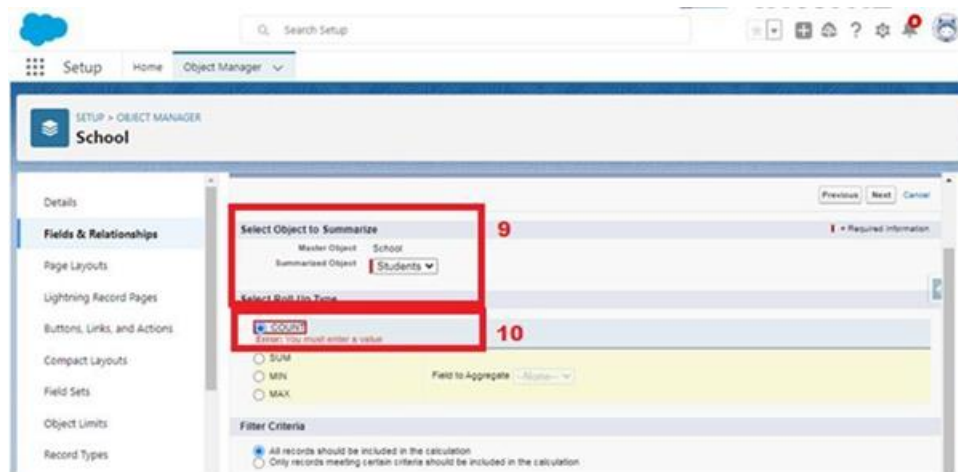 Search Setup
Setup Home Object Manager
SETUP > OBJECT MANAGER
School
Details
Fields & Relationships
Page Layouts
Lightning Record Pages
Buttons, Links, and Actions
Compact Layouts
Field Sets
Object Limits
Record Types
Previous Next Cancel
Select Object to Summarize 9 = Required Information
Master Object School
Summarized Object Students
Select Roll-Up Type
COUNT
Error: You must enter a value 10
SUM
MIN Field to Aggregate --None--
MAX
Filter Criteria
All records should be included in the calculation
Only records meeting certain criteria should be included in the calculation